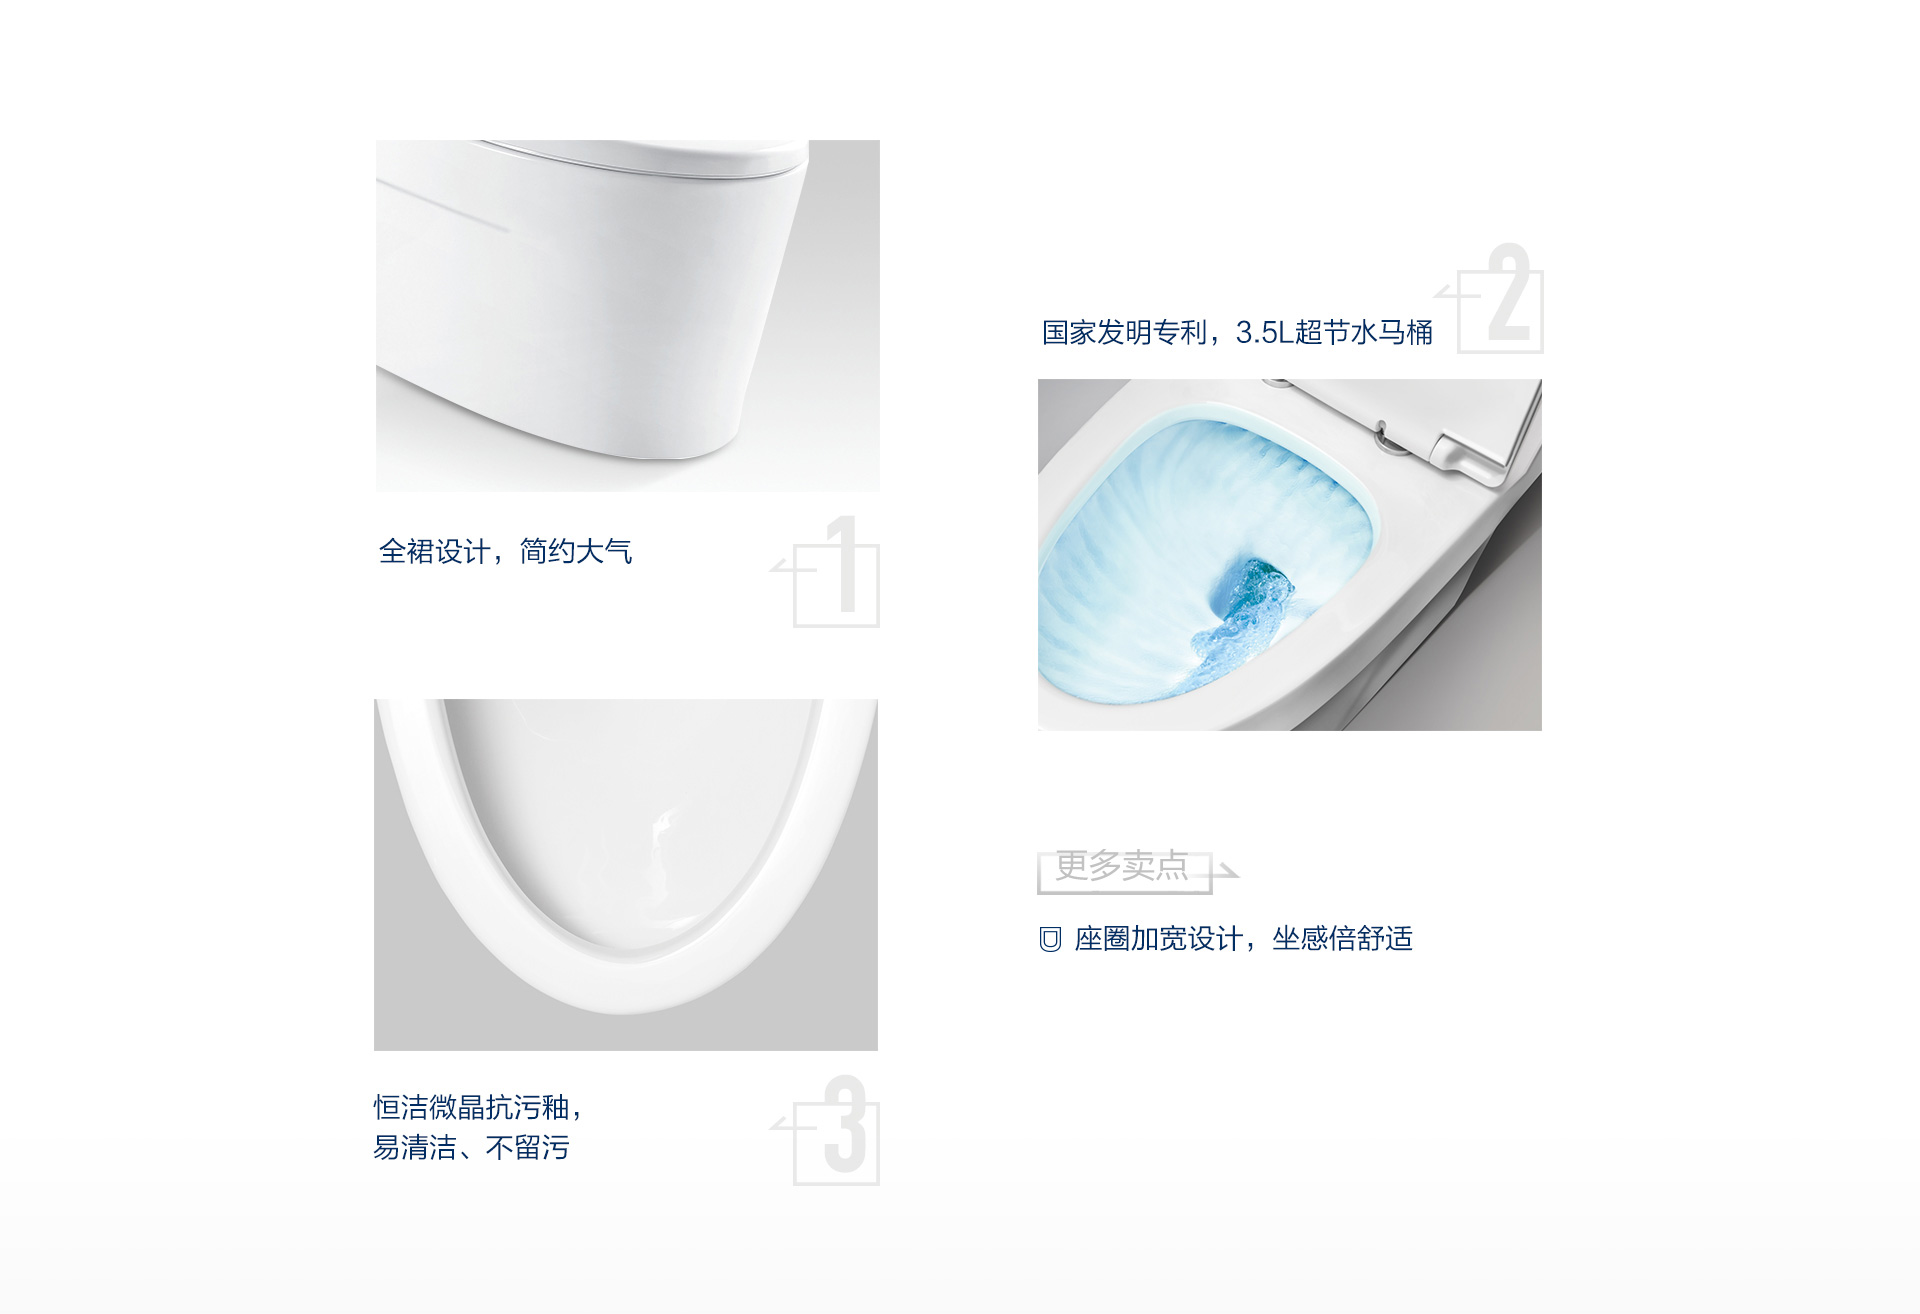 全裙设计，简约大气
1
国家发明专利，3.5L超节水马桶
2
恒洁微晶抗污釉，
易清洁、不留污
3
更多卖点
座圈加宽设计，坐感倍舒适